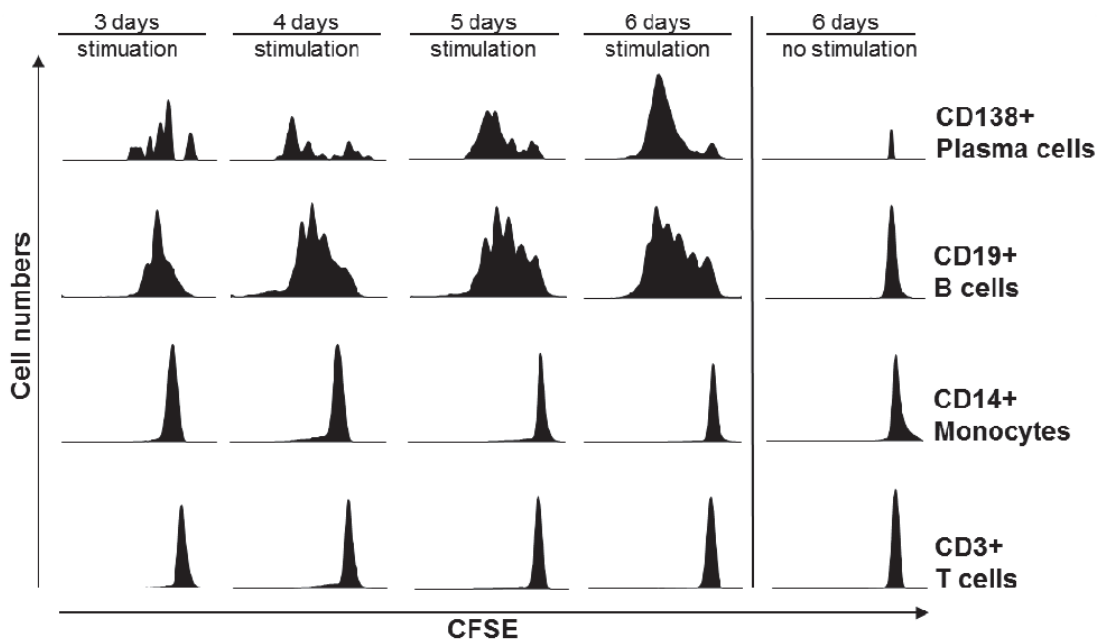 3 days
stimuation
4 days
stimulation
5 days
stimulation
6 days
stimulation
6 days
no stimulation
CD138+
Plasma cells
CD19+
B cells
CD14+
Monocytes
CD3+
T cells
Cell numbers
CFSE